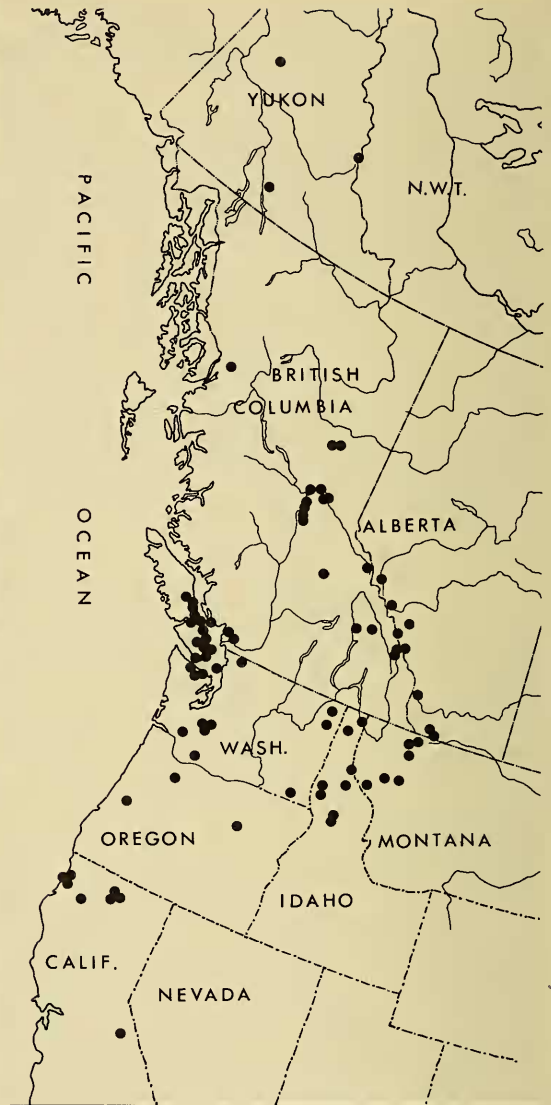 YUKON
N.W.T.
PACIFIC
BRITISH
COLUMBIA
OCEAN
ALBERTA
WASH.
OREGON
MONTANA
IDAHO
CALIF.
NEVADA